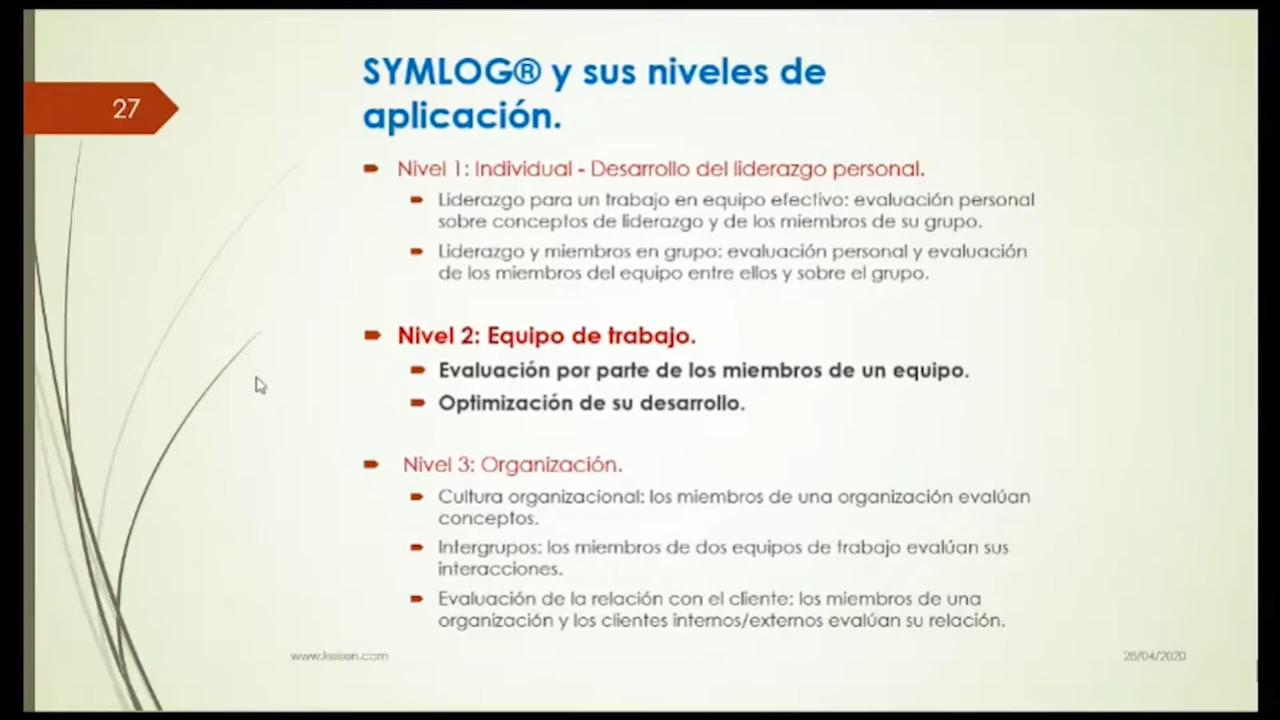 27
SYMLOG® y sus niveles de
aplicación.
Nivel 1: Individual - Desarrollo del liderazgo personal.
Liderazgo para un trabajo en equipo efectivo: evaluación personal
sobre conceptos de liderazgo y de los miembros de su grupo.
Liderazgo y miembros en grupo: evaluación personal y evaluación
de los miembros del equipo entre ellos y sobre el grupo.
Nivel 2: Equipo de trabajo.
Evaluación por parte de los miembros de un equipo.
Optimización de su desarrollo.
Nivel 3: Organización.
Cultura organizacional: los miembros de una organización evalúan
conceptos.
Intergrupos: los miembros de dos equipos de trabajo evalúan sus
interacciones.
Evaluación de la relación con el cliente: los miembros de una
organización y los clientes internos/externos evalúan su relación.
www.keisen.com
28/04/2020